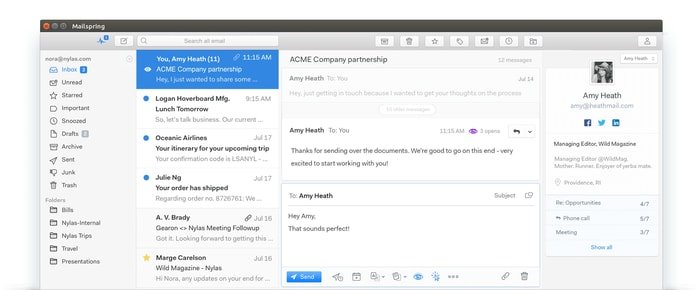 Mailspring
1
Search all email
nora@nylas.com
Inbox 2
Unread
Starred
Important
Snoozed
Drafts 2
Archive
Sent
Junk
Trash
Folders
Bills
Nylas-Internal
Nylas Trips
Travel
Presentations
You, Amy Heath (11) 11:15 AM
ACME Company partnership
Hey, I just wanted to share some ...
Logan Hoverboard Mfg. 9:15 AM
Lunch Tomorrow
So, let's talk business. Our current ...
Oceanic Airlines Jul 17
Your itinerary for your upcoming trip
Your confirmation code is LSANYL - ...
Julie Ng Jul 17
Your order has shipped
Regarding order no, 8726761: We ...
A. V. Brady Jul 16
Gearon <> Nylas Meeting Followup
I got it. Looking forward to getting this ...
Marge Carelson Jul 16
Wild Magazine - Nylas
Hi Nora, any updates on your end for ...
ACME Company partnership 12 messages
Amy Heath To: You Jul 14
Hey, just getting in touch because I wanted to get your thoughts on the process
older messages
Amy Heath To: You 11:15 AM 3 opens
Thanks for sending over the documents. We're good to go on this end - very
excited to start working with you!
To: Amy Heath Subject
Hey Amy,
That sounds perfect!
Send
Amy Heath
Amy Heath
amy@heathmail.com
Managing Editor, Wild Magazine
Managing Editor @WildMag.
Mother. Runner. Enjoyer of yerbs mate.
Providence, RI
Re: Opportunities 4/7
Phone call 5/7
Meeting 3/7
Show all